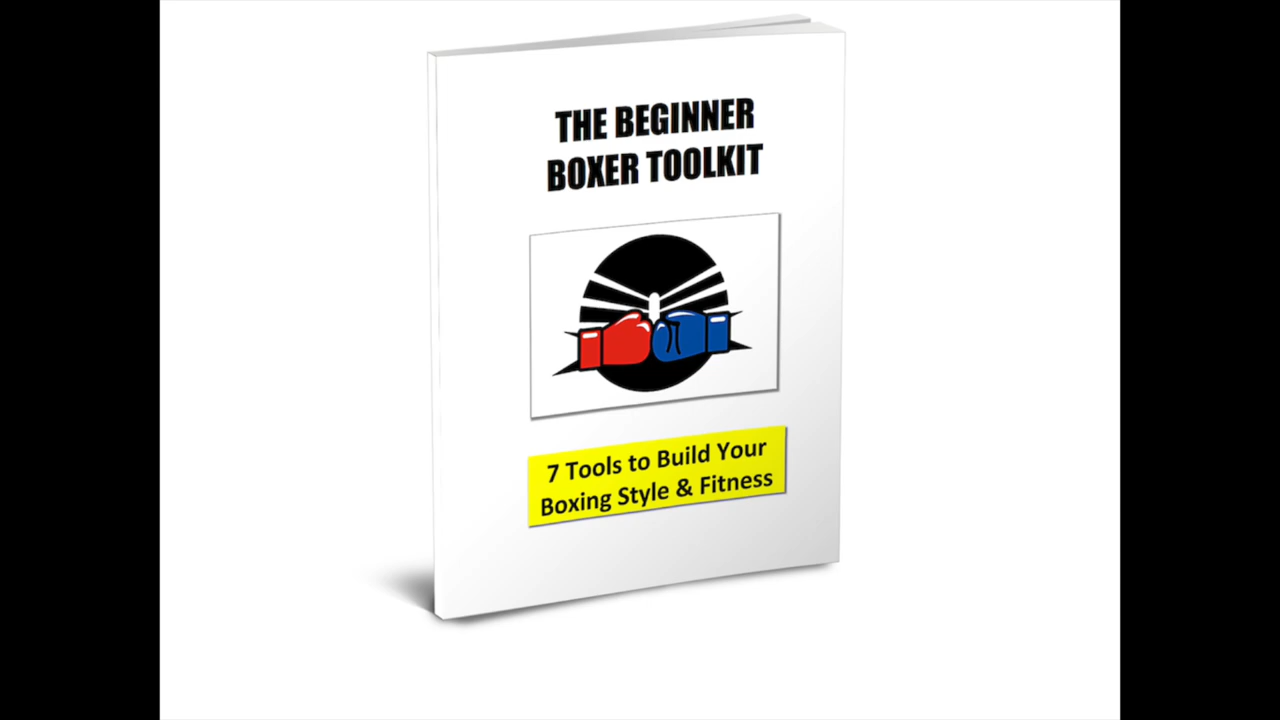 THE BEGINNER
BOXER TOOLKIT
7 Tools to Build Your
Boxing Style & Fitness